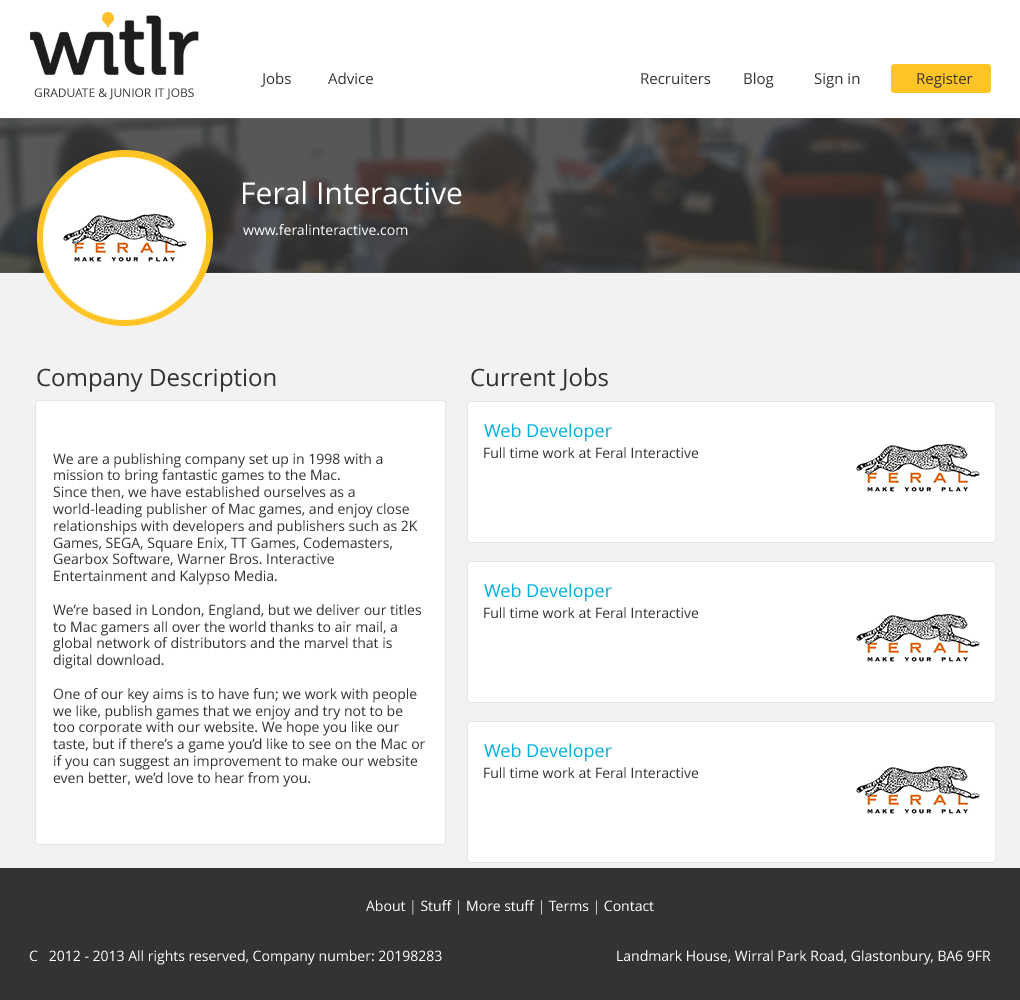 witlr
GRADUATE & JUNIOR IT JOBS
Jobs
Advice
Recruiters
Blog
Sign in
Register
FERAL
MAKE YOUR PLAY
Feral Interactive
www.feralinteractive.com
Company Description
We are a publishing company set up in 1998 with a
mission to bring fantastic games to the Mac.
Since then, we have established ourselves as a
world-leading publisher of Mac games, and enjoy close
relationships with developers and publishers such as 2K
Games, SEGA, Square Enix, TT Games, Codemasters,
Gearbox Software, Warner Bros. Interactive
Entertainment and Kalypso Media.
We’re based in London, England, but we deliver our titles
to Mac gamers all over the world thanks to air mail, a
global network of distributors and the marvel that is
digital download.
One of our key aims is to have fun; we work with people
we like, publish games that we enjoy and try not to be
too corporate with our website. We hope you like our
taste, but if there’s a game you’d like to see on the Mac or
if you can suggest an improvement to make our website
even better, we’d love to hear from you.
Current Jobs
Web Developer
Full time work at Feral Interactive
FERAL
MAKE YOUR PLAY
Web Developer
Full time work at Feral Interactive
FERAL
MAKE YOUR PLAY
Web Developer
Full time work at Feral Interactive
FERAL
MAKE YOUR PLAY
About | Stuff | More stuff | Terms | Contact
C 2012 - 2013 All rights reserved, Company number: 20198283
Landmark House, Wirral Park Road, Glastonbury, BA6 9FR